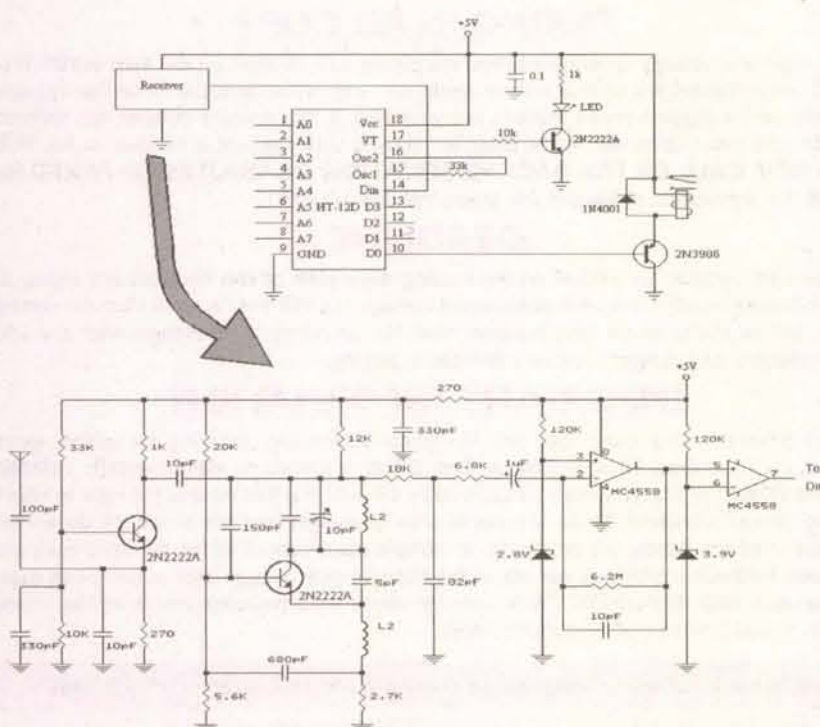 +5V
Receiver
0.1
1k
LED
10k
2N2222A
33k
1N4001
2N3906
1 A0 Vcc 18
2 A1 VT 17
3 A2 Osc2 16
4 A3 Osc1 15
5 A4 Din 14
6 A5 HT-12D D3 13
7 A6 D2 12
8 A7 D1 11
9 GND D0 10
+5V
270
33K
1k
20K
12K
330pF
120K
120K
10pF
18K
6.8K
1uF
3
8
1
2
4
MC4558
5
6
7
MC4558
To
Din
100pF
150pF
10pF
L2
2N2222A
2N2222A
5pF
82pF
2.0V
6.2M
3.9V
10pF
L2
330pF
10K
10pF
270
680pF
5.6K
2.7K